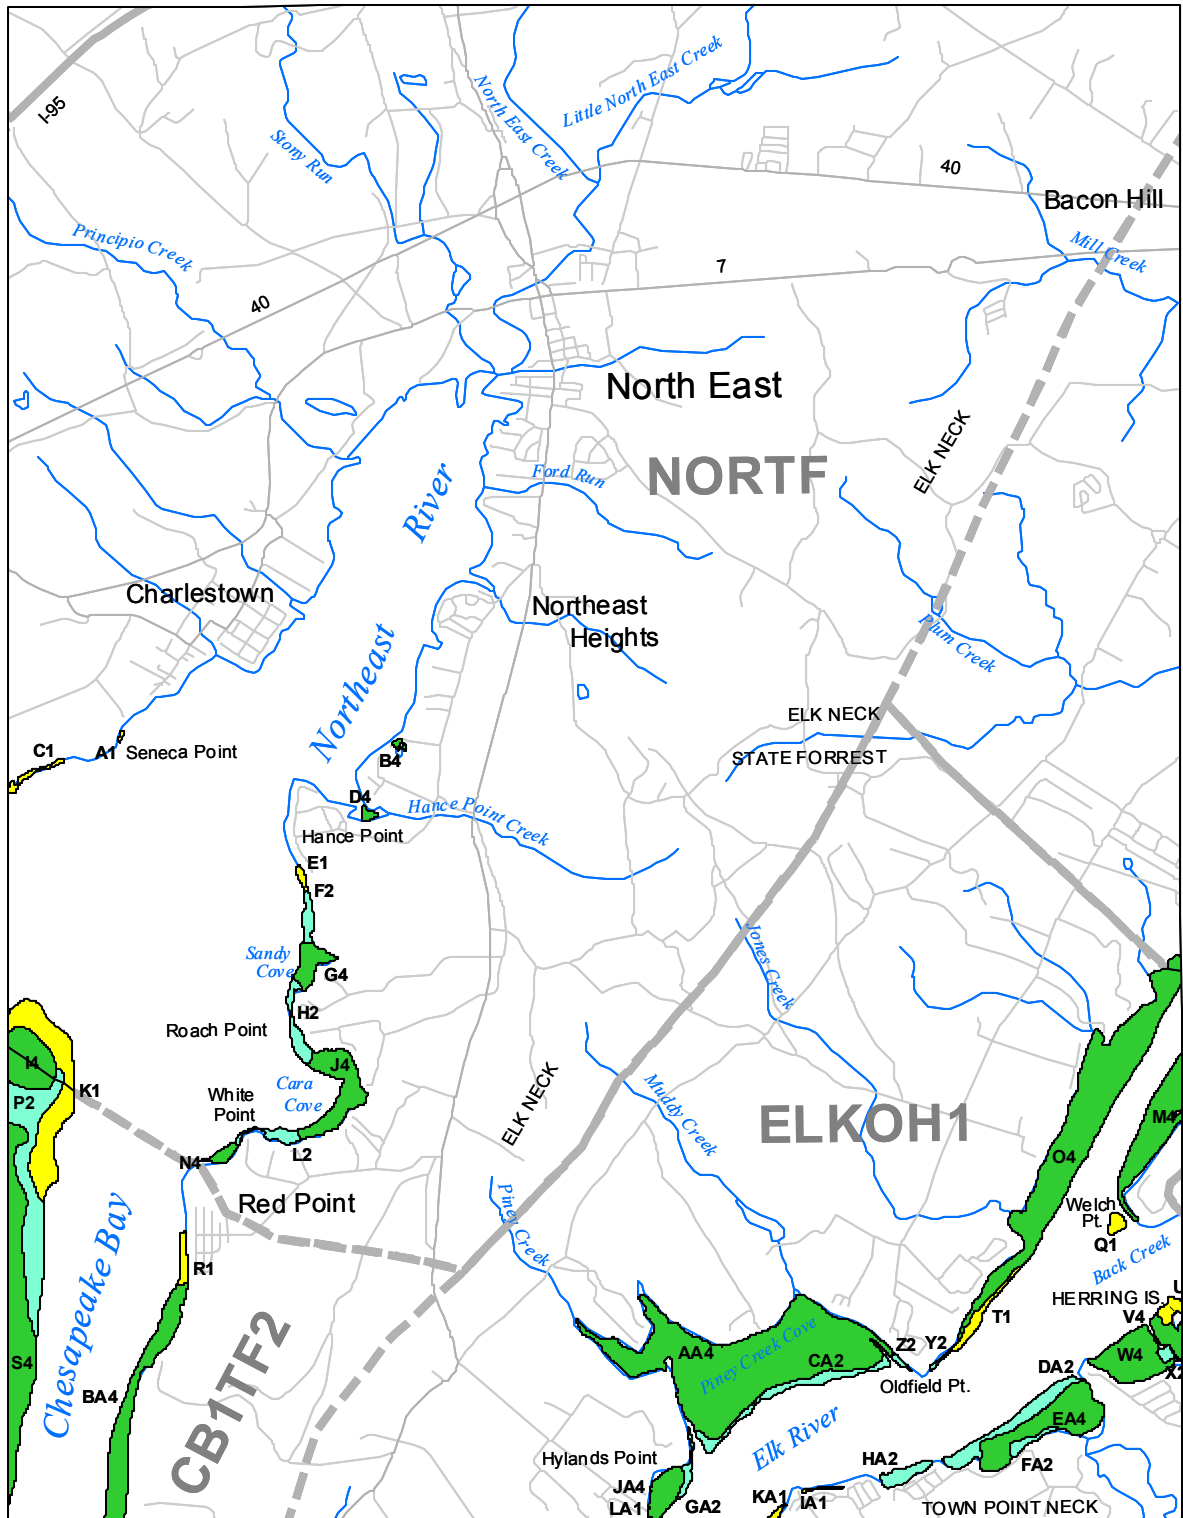 I-95
Stony Run
North East Creek
Little North East Creek
40
Bacon Hill
Mill Creek
Principio Creek
7
40
North East
ELK NECK
NORTF
Ford Run
River
Charlestown
Northeast
Heights
Plum Creek
Northeast
ELK NECK
STATE FORREST
C1
A1
Seneca Point
B4
D4
Hance Point Creek
Hance Point
E1
F2
Sandy
Cove
G4
Jones Creek
H2
Roach Point
I4
J4
K1
P2
Cara
Cove
White
Point
ELK NECK
Muddy Creek
ELKOH1
M4
O4
N4
L2
Red Point
Piney Creek
Welch
Pt.
Q1
Back Creek
R1
Chesapeake Bay
HERRING IS.
U
V4
T1
Z2
Y2
W4
S4
AA4
Piney Creek Cove
CA2
DA2
Oldfield Pt.
BA4
CB1TF2
EA4
Elk River
Hylands Point
HA2
FA2
JA4
LA1
GA2
KA1
IA1
TOWN POINT NECK